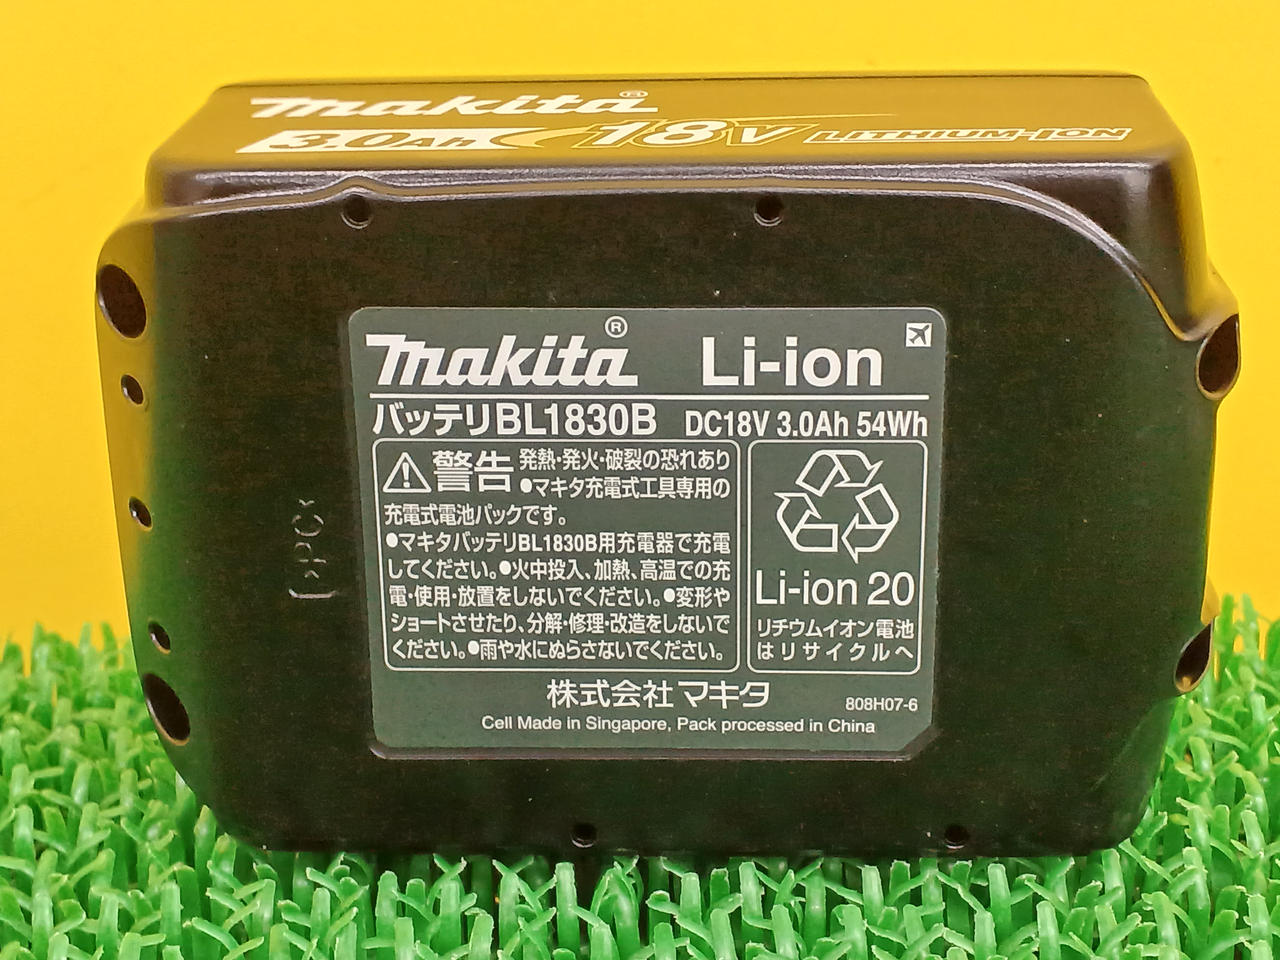 makita®
3.0Ah 18V LITHIUM-ION
makita® Li-ion
バッテリBL1830B DC18V 3.0Ah 54Wh
警告 発熱・発火・破裂の恐れあり
●マキタ充電式工具専用の
充電式電池パックです。
●マキタバッテリBL1830B用充電器で充電
してください。●火中投入、加熱、高温での充
電・使用・放置をしないでください。●変形や
ショートさせたり、分解・修理・改造をしないで
ください。●雨や水にぬらさないでください。
Li-ion 20
リチウムイオン電池
はリサイクルへ
株式会社マキタ
808H07-6
Cell Made in Singapore, Pack processed in China